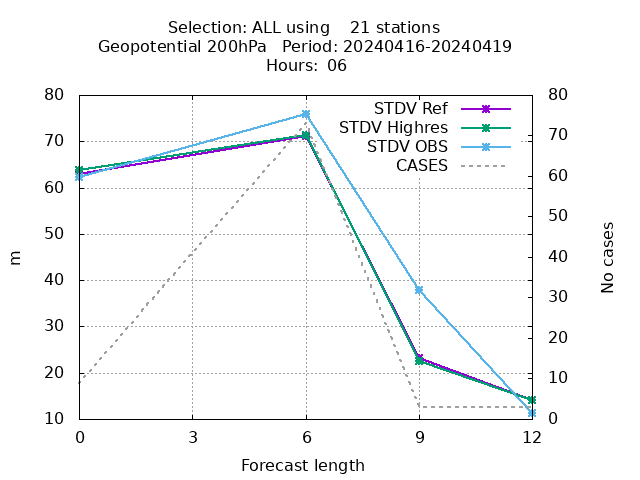 Selection: ALL using    21 stations
Geopotential 200hPa   Period: 20240416-20240419
Hours: 06
STDV Ref
STDV Highres
STDV OBS
CASES
80
70
60
50
40
30
20
10
m
80
70
60
50
40
30
20
10
0
No cases
0
3
6
9
12
Forecast length